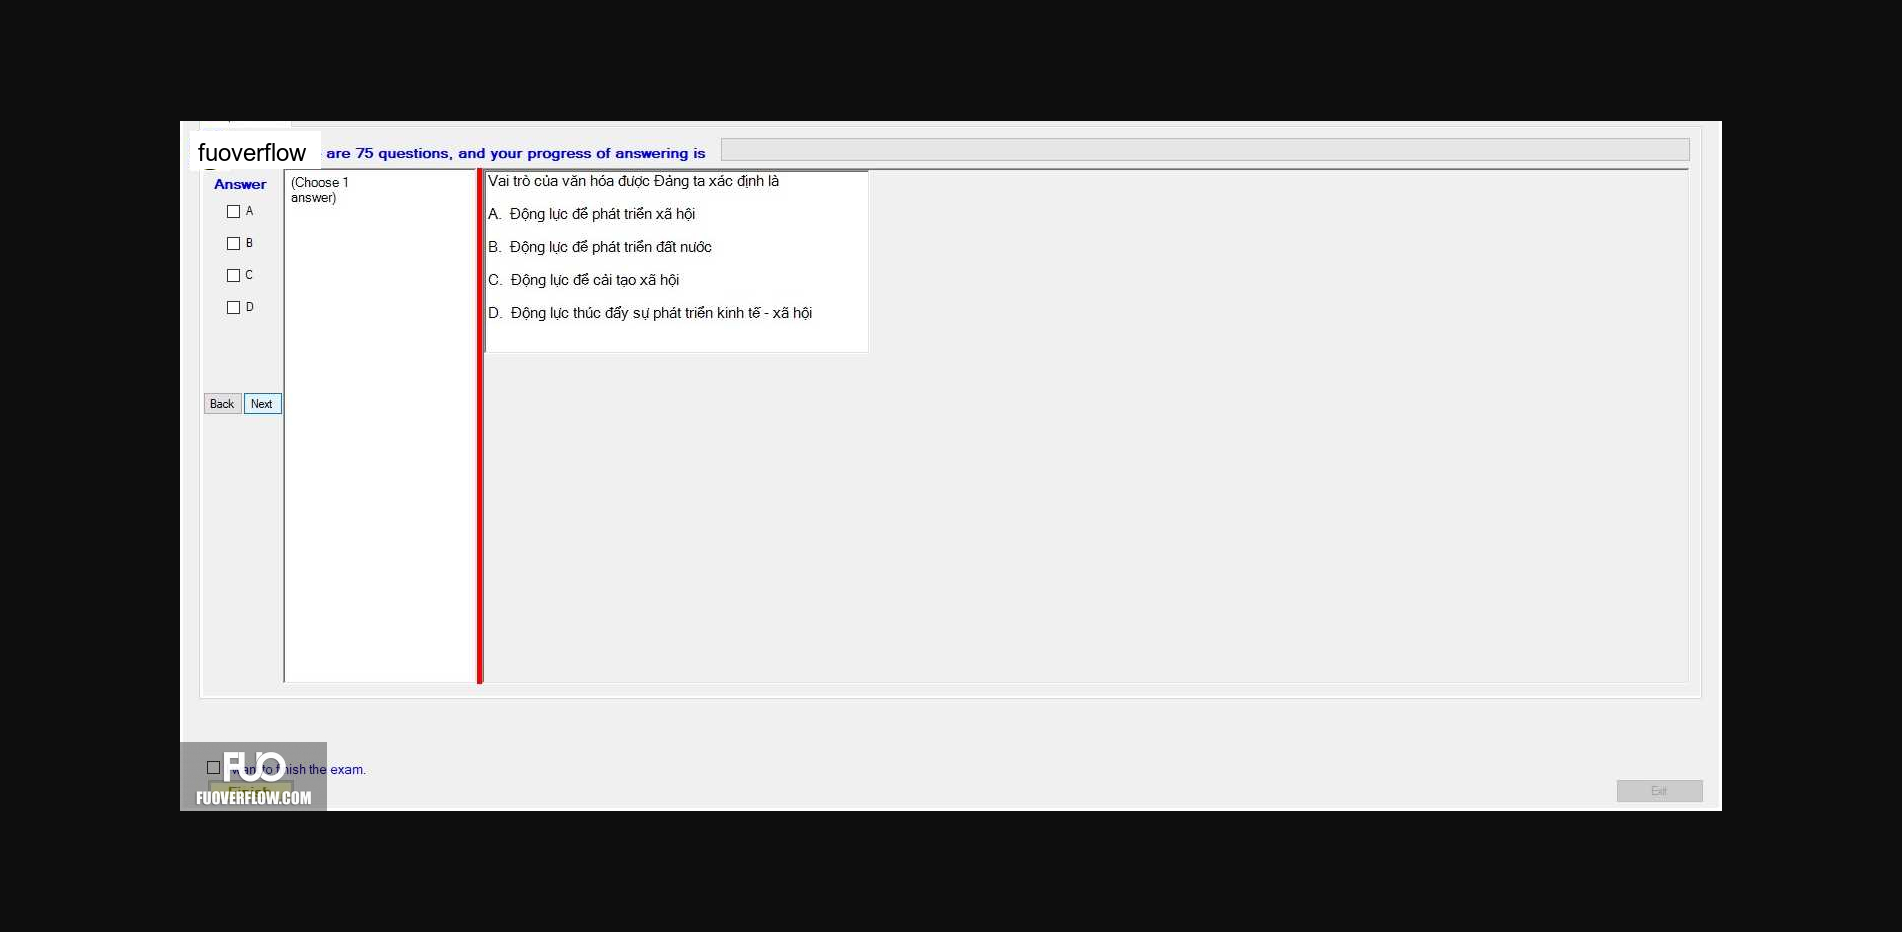 fuoverflow are 75 questions, and your progress of answering is
Answer
A
B
C
D
Back Next
(Choose 1
answer)
Vai trò của văn hóa được Đảng ta xác định là
A. Động lực để phát triển xã hội
B. Động lực để phát triển đất nước
C. Động lực để cải tạo xã hội
D. Động lực thúc đẩy sự phát triển kinh tế - xã hội
FUO
want to finish the exam.
Finish
FUOVERFLOW.COM
Exit